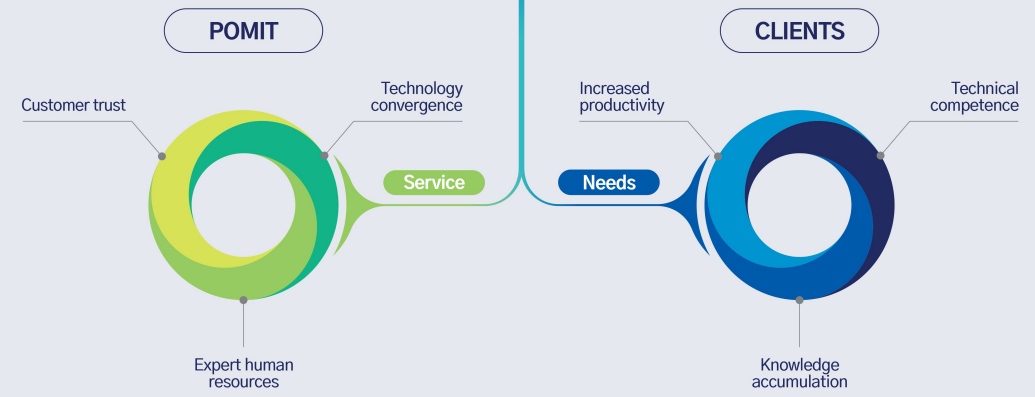 POMIT
Customer trust
Technology
convergence
Service
Expert human
resources
CLIENTS
Increased
productivity
Technical
competence
Needs
Knowledge
accumulation